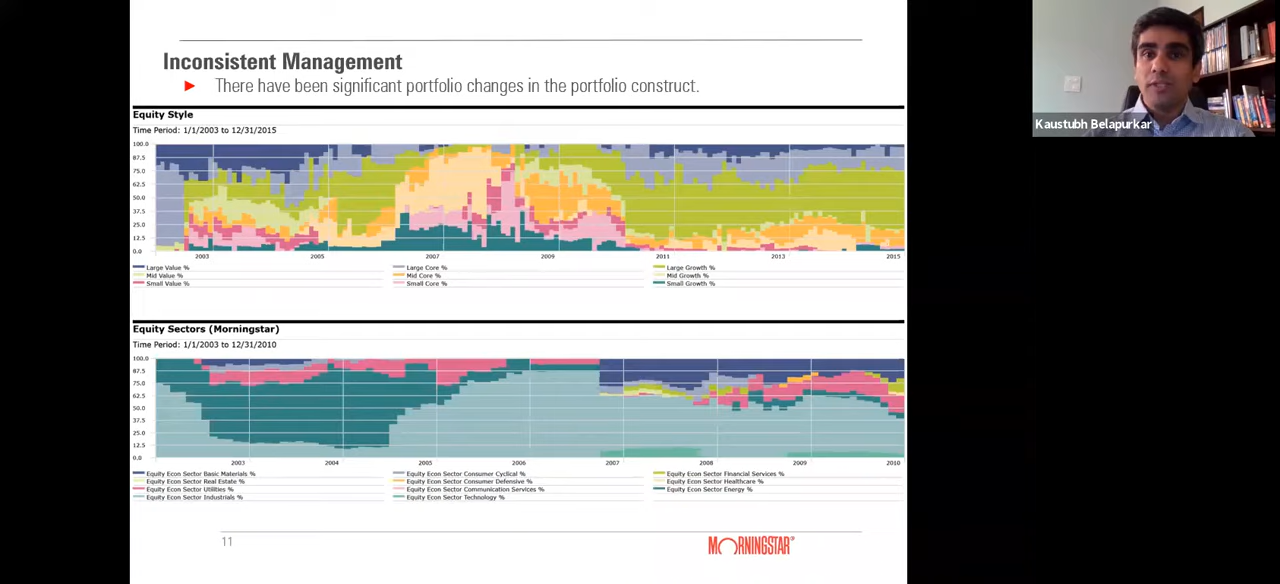 Inconsistent Management
There have been significant portfolio changes in the portfolio construct.
Kaustubh Belapurkar
Equity Style
Time Period: 1/1/2003 to 12/31/2015
100.0
87.5
75.0
62.5
50.0
37.5
25.0
12.5
0.0
2003 2005 2007 2009 2011 2013 2015
Large Value % Large Core % Large Growth %
Mid Value % Mid Core % Mid Growth %
Small Value % Small Core % Small Growth %
Equity Sectors (Morningstar)
Time Period: 1/1/2003 to 12/31/2010
100.0
87.5
75.0
62.5
50.0
37.5
25.0
12.5
0.0
2003 2004 2005 2006 2007 2008 2009 2010
Equity Econ Sector Basic Materials % Equity Econ Sector Consumer Cyclical % Equity Econ Sector Financial Services %
Equity Econ Sector Real Estate % Equity Econ Sector Consumer Defensive % Equity Econ Sector Healthcare %
Equity Econ Sector Utilities % Equity Econ Sector Communication Services % Equity Econ Sector Energy %
Equity Econ Sector Industrials % Equity Econ Sector Technology %
11
MORNINGSTAR®